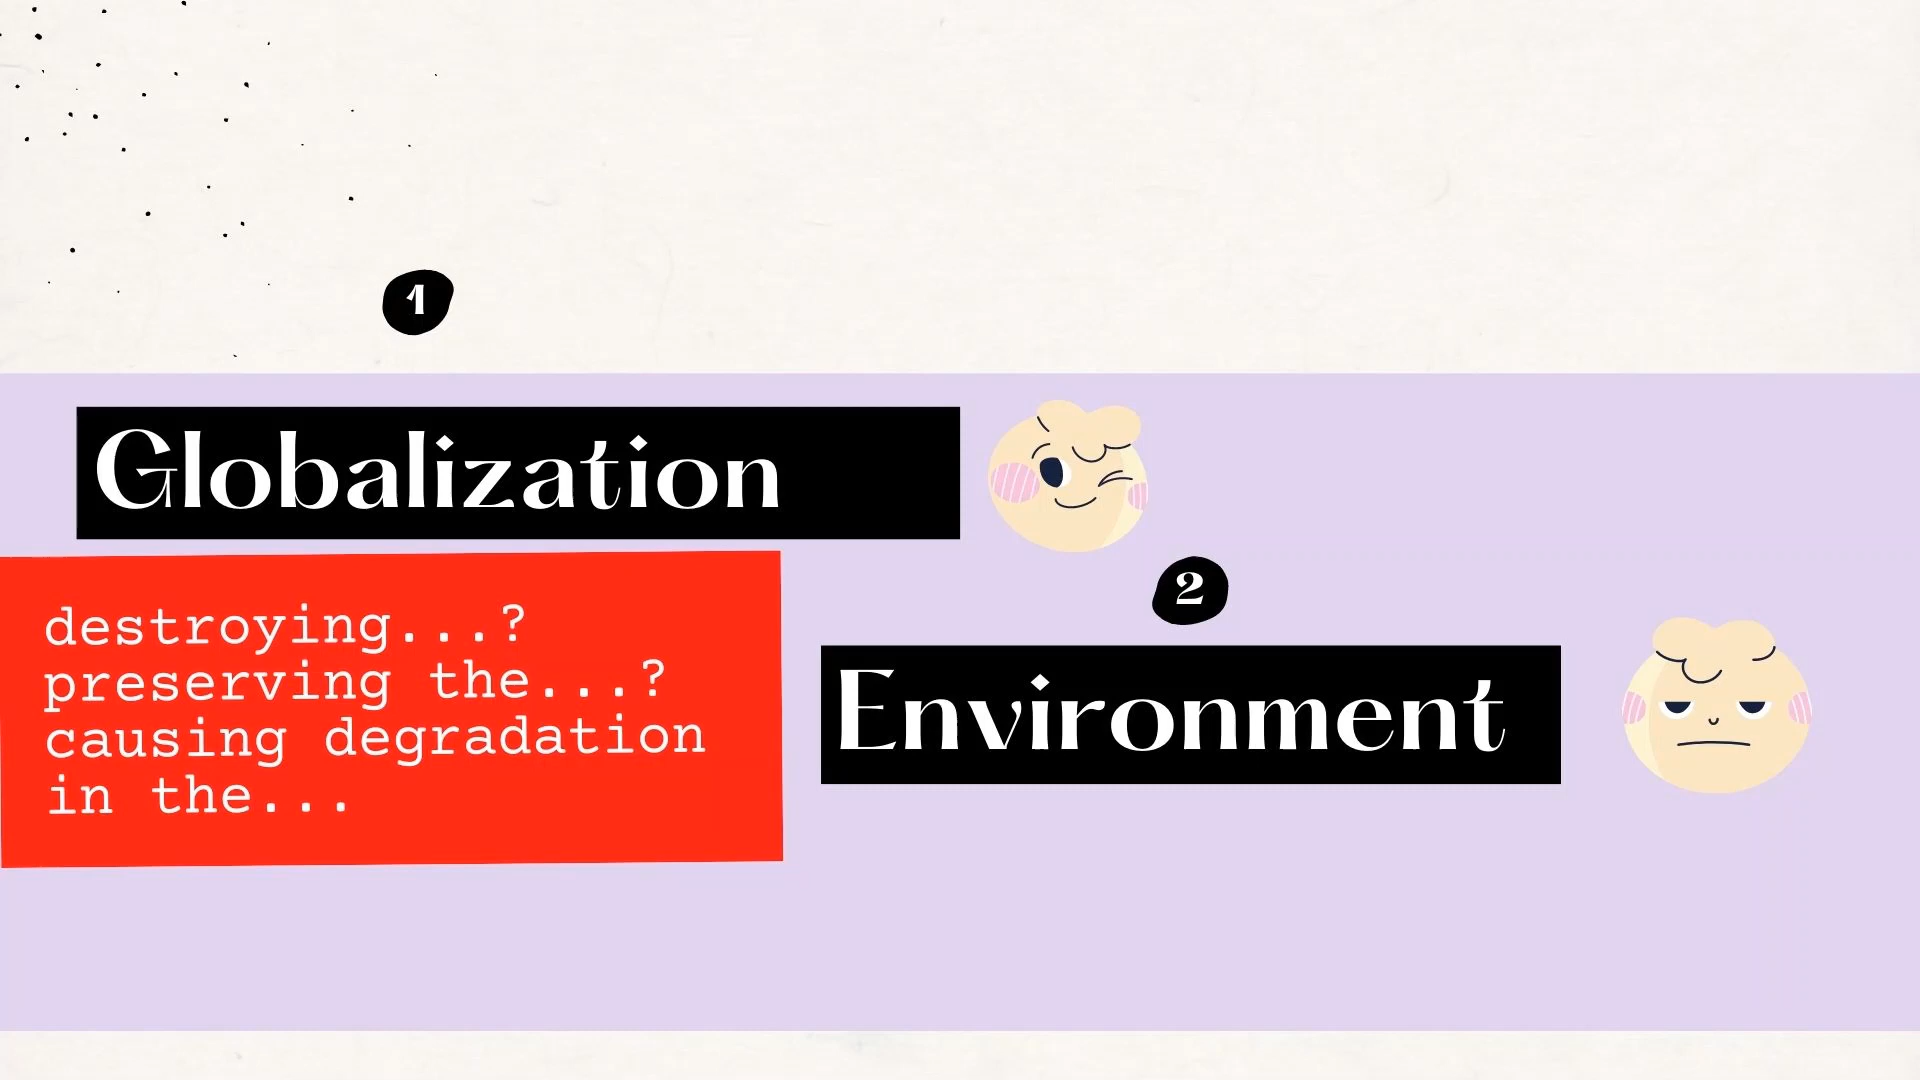 1
Globalization
destroying...?
preserving the...?
causing degradation
in the...
2
Environment